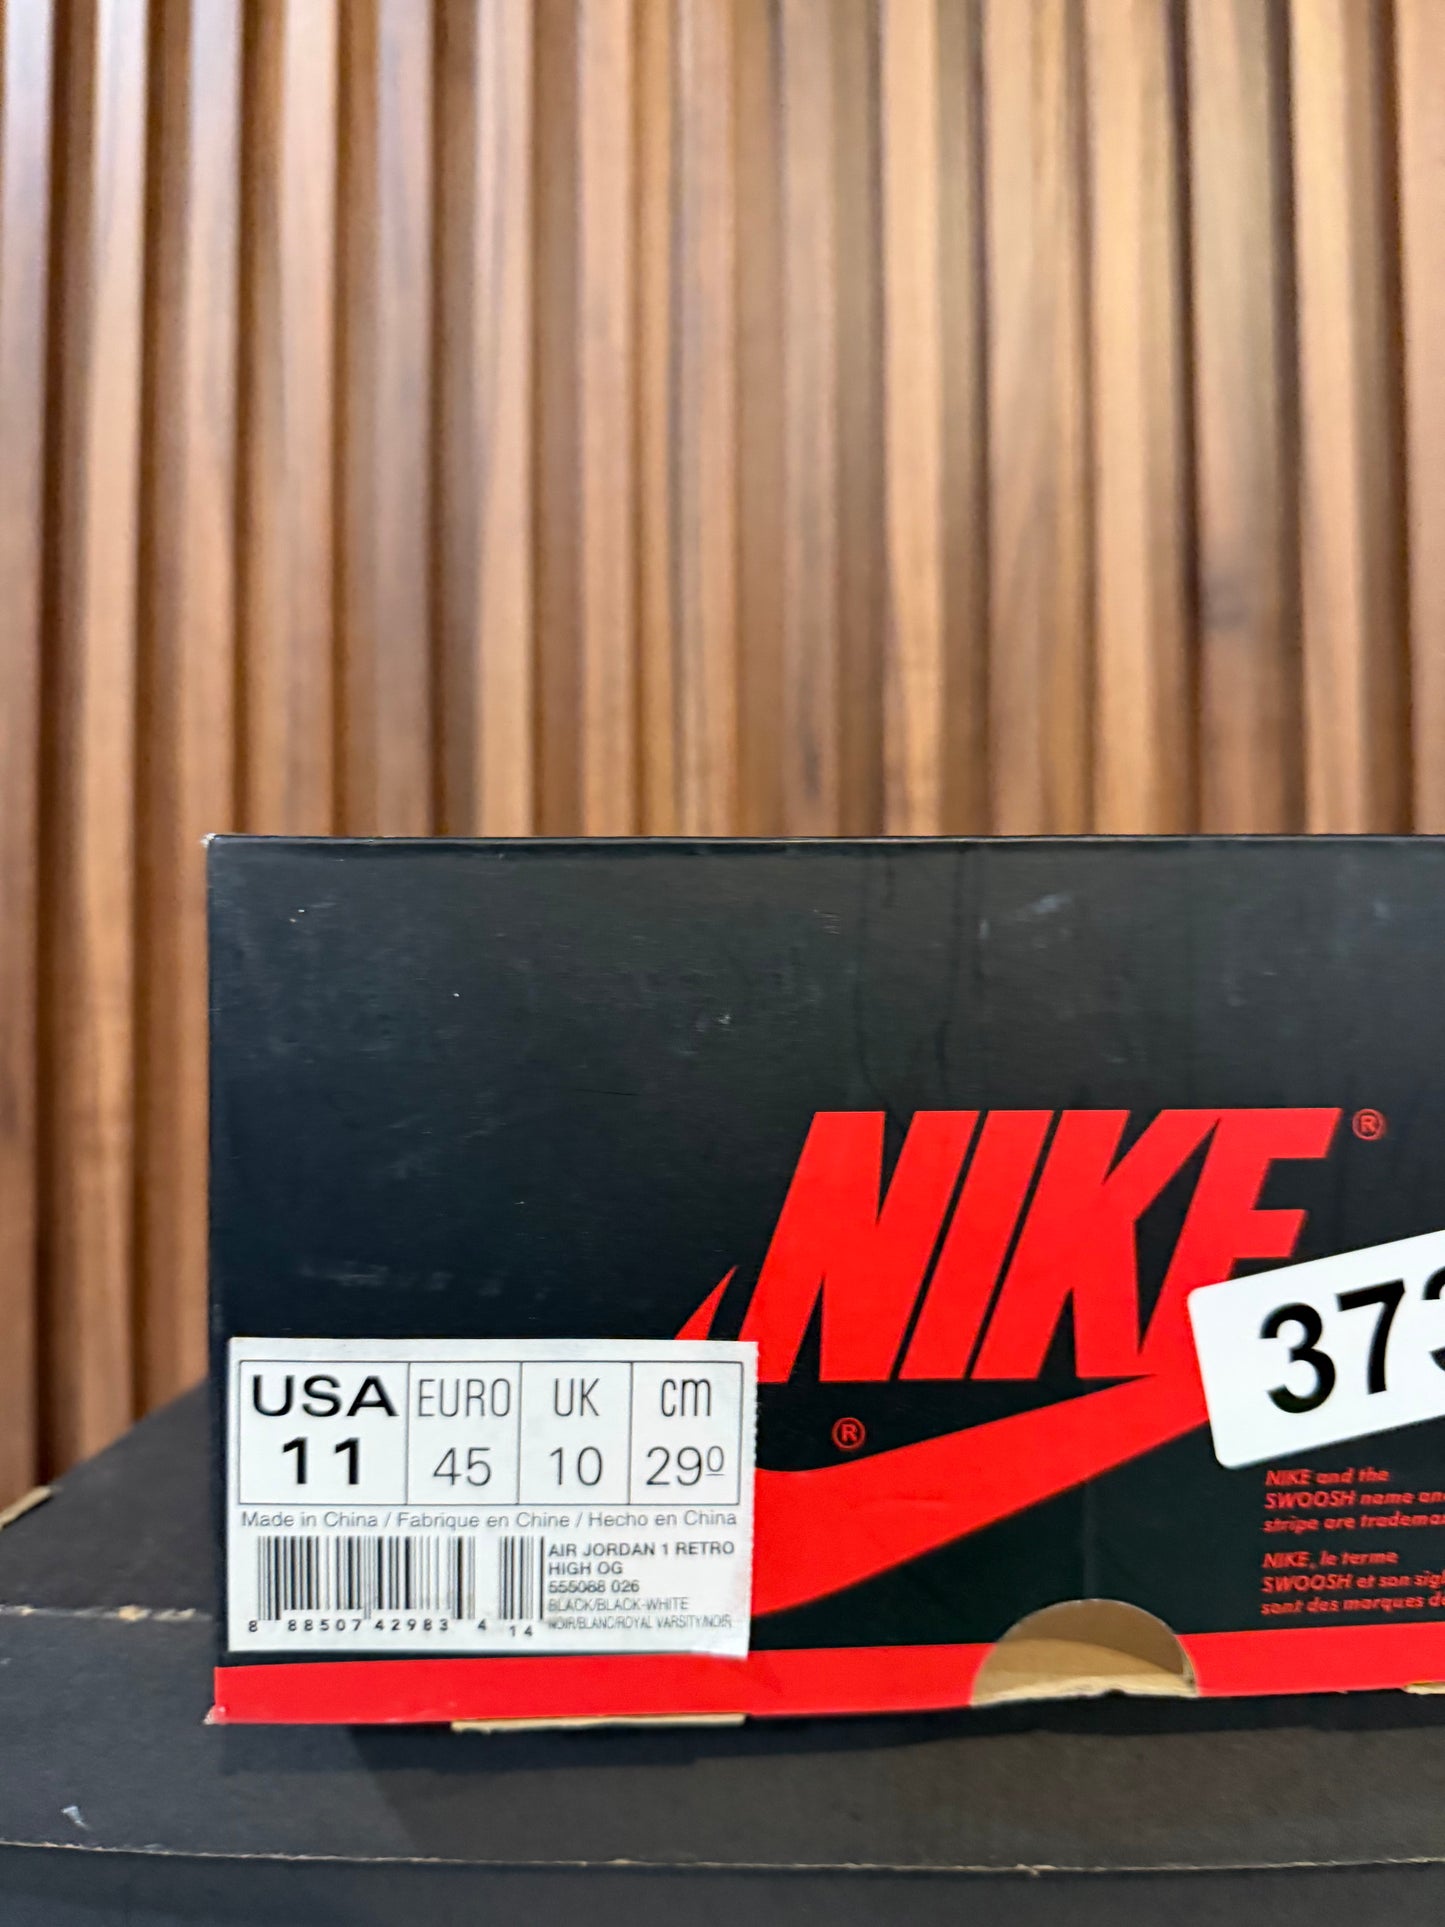 NIKE®
373
®
USA EURO UK cm
11 45 10 290
Made in China / Fabrique en Chine / Hecho en China
AIR JORDAN 1 RETRO
HIGH OG
555088 026
BLACK/BLACK-WHITE
NOIR/BLANC/ROYAL VARSITY/NOIR
8 88507 42983 4 14
NIKE and the
SWOOSH name an
stripe are tradema
NIKE, le terme
SWOOSH et son sig
sont des marques d